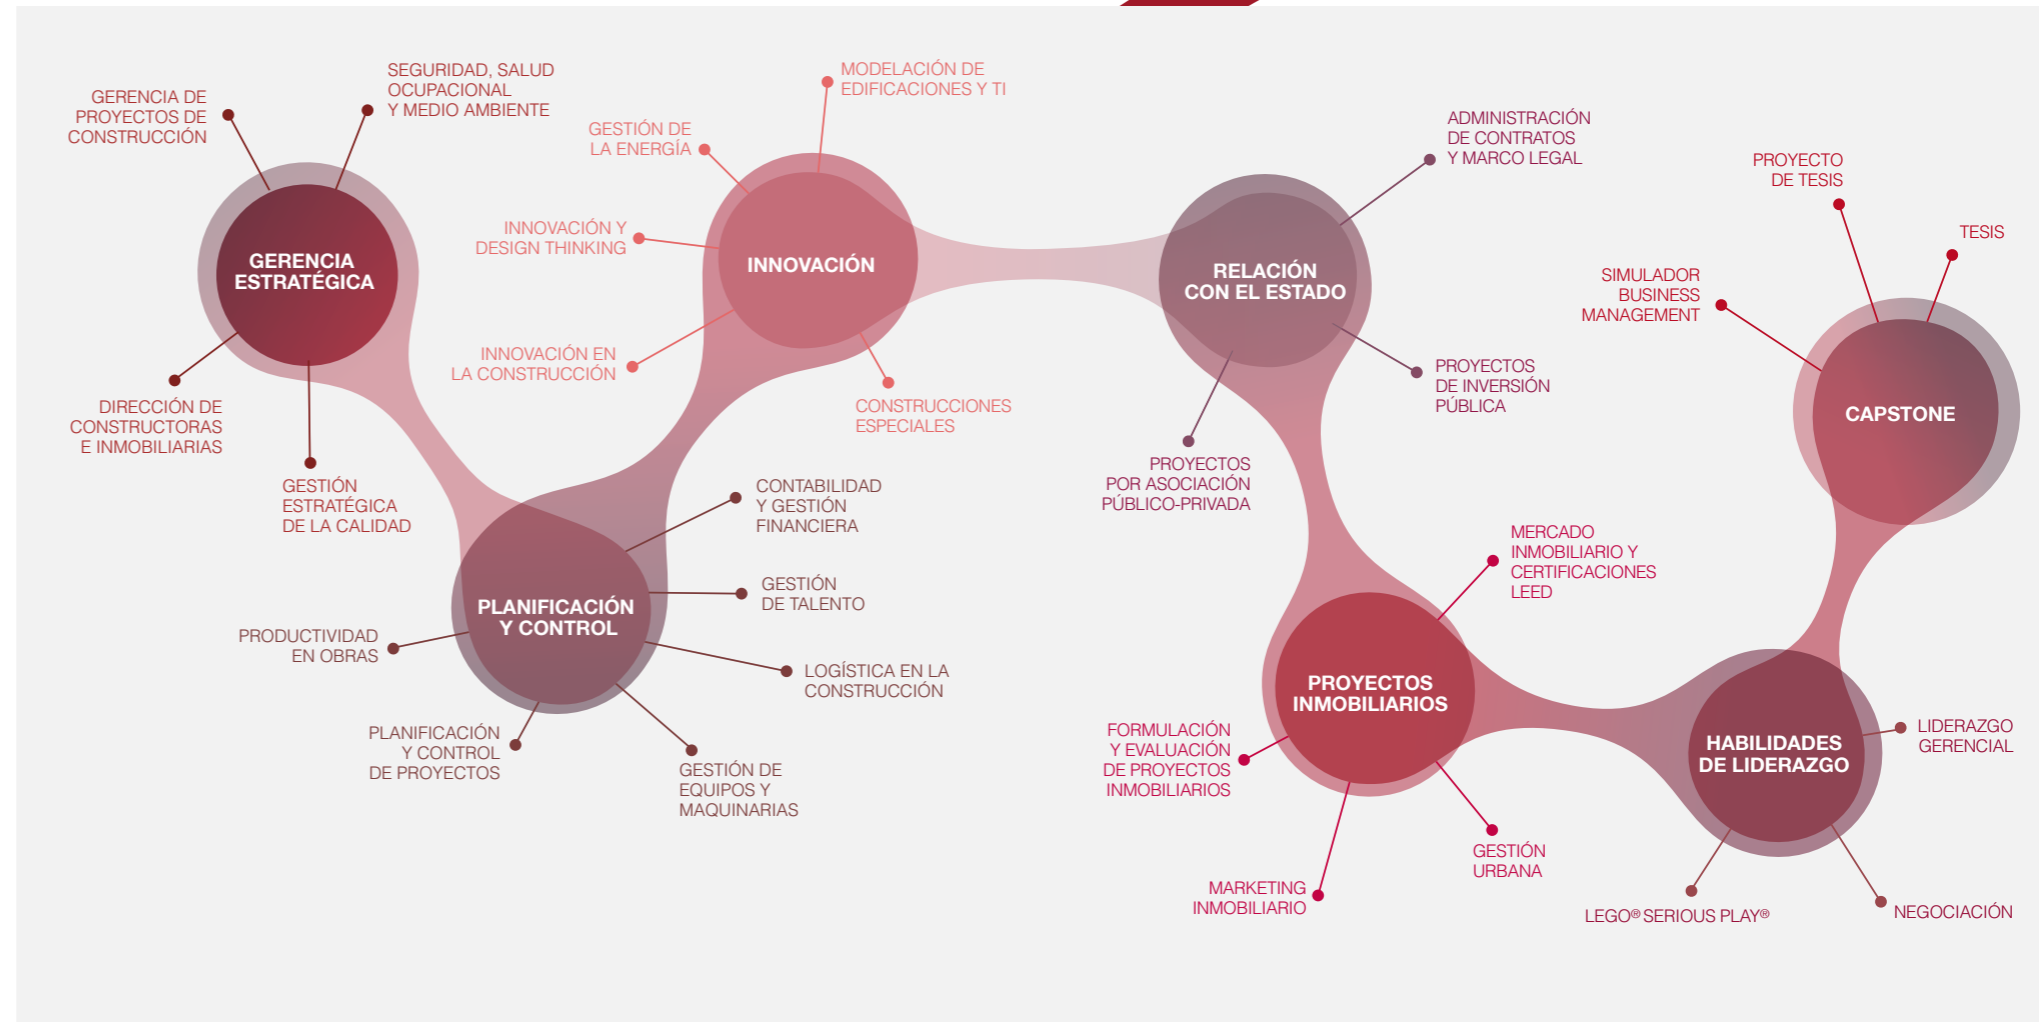 GERENCIA DE
PROYECTOS DE
CONSTRUCCIÓN
SEGURIDAD, SALUD
OCUPACIONAL
Y MEDIO AMBIENTE
GERENCIA
ESTRATÉGICA
DIRECCIÓN DE
CONSTRUCTORAS
E INMOBILIARIAS
GESTIÓN
ESTRATÉGICA
DE LA CALIDAD
CONTABILIDAD
Y GESTIÓN
FINANCIERA
GESTIÓN
DE TALENTO
PLANIFICACIÓN
Y CONTROL
PRODUCTIVIDAD
EN OBRAS
LOGÍSTICA EN LA
CONSTRUCCIÓN
PLANIFICACIÓN
Y CONTROL
DE PROYECTOS
GESTIÓN DE
EQUIPOS Y
MAQUINARIAS
MODELACIÓN DE
EDIFICACIONES Y TI
GESTIÓN DE
LA ENERGÍA
INNOVACIÓN Y
DESIGN THINKING
INNOVACIÓN
INNOVACIÓN EN
LA CONSTRUCCIÓN
CONSTRUCCIONES
ESPECIALES
ADMINISTRACIÓN
DE CONTRATOS
Y MARCO LEGAL
RELACIÓN
CON EL ESTADO
PROYECTOS
DE INVERSIÓN
PÚBLICA
PROYECTOS
POR ASOCIACIÓN
PÚBLICO-PRIVADA
MERCADO
INMOBILIARIO Y
CERTIFICACIONES
LEED
PROYECTOS
INMOBILIARIOS
FORMULACIÓN
Y EVALUACIÓN
DE PROYECTOS
INMOBILIARIOS
GESTIÓN
URBANA
MARKETING
INMOBILIARIO
HABILIDADES
DE LIDERAZGO
LIDERAZGO
GERENCIAL
LEGO® SERIOUS PLAY®
NEGOCIACIÓN
PROYECTO
DE TESIS
TESIS
SIMULADOR
BUSINESS
MANAGEMENT
CAPSTONE